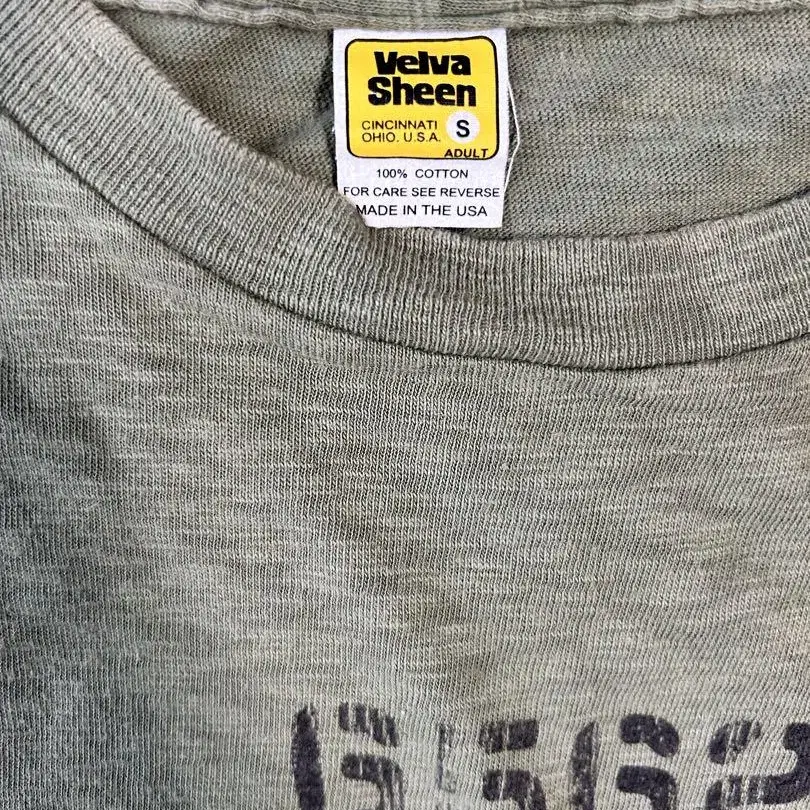 Velva
Sheen
CINCINNATI S
OHIO. U.S.A.
ADULT
100% COTTON
FOR CARE SEE REVERSE
MADE IN THE USA